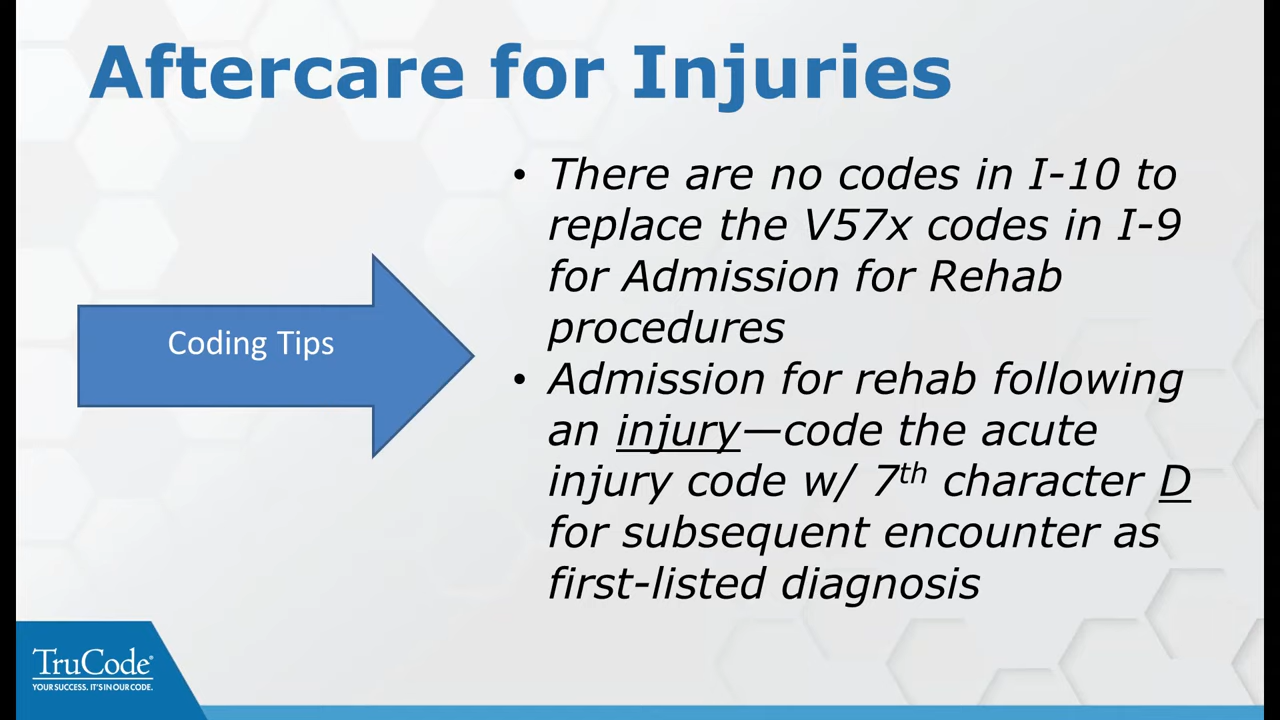 Aftercare for Injuries
Coding Tips
• There are no codes in I-10 to
replace the V57x codes in I-9
for Admission for Rehab
procedures
• Admission for rehab following
an injury—code the acute
injury code w/ 7th character D
for subsequent encounter as
first-listed diagnosis
TruCode®
YOUR SUCCESS. IT'S IN OUR CODE.